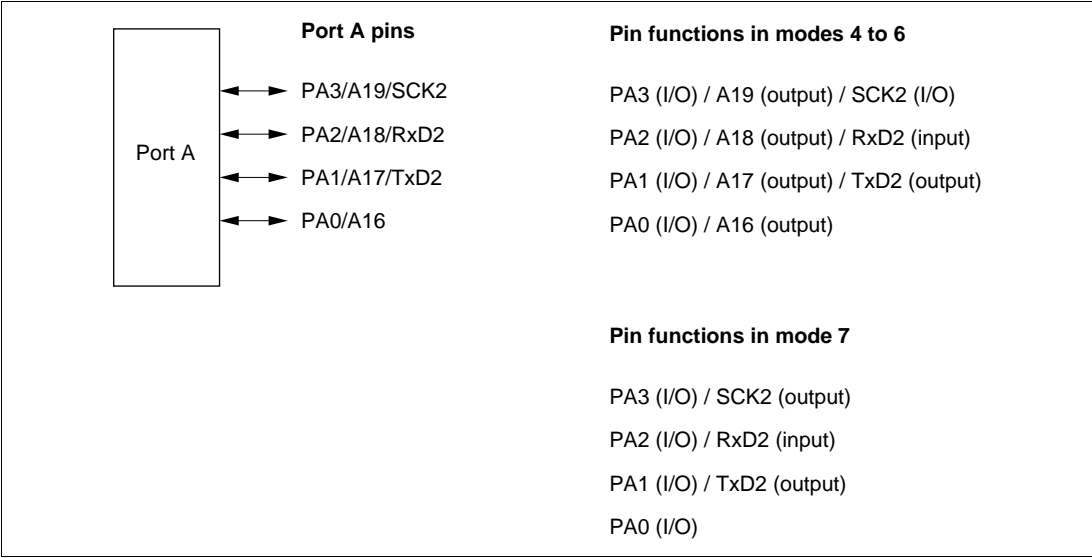 Port A
Port A pins
PA3/A19/SCK2
PA2/A18/RxD2
PA1/A17/TxD2
PA0/A16
Pin functions in modes 4 to 6
PA3 (I/O) / A19 (output) / SCK2 (I/O)
PA2 (I/O) / A18 (output) / RxD2 (input)
PA1 (I/O) / A17 (output) / TxD2 (output)
PA0 (I/O) / A16 (output)
Pin functions in mode 7
PA3 (I/O) / SCK2 (output)
PA2 (I/O) / RxD2 (input)
PA1 (I/O) / TxD2 (output)
PA0 (I/O)